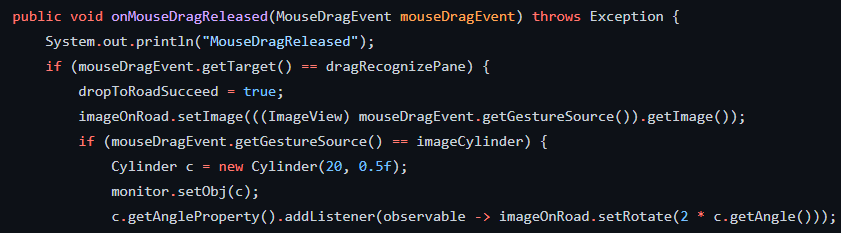 public void onMouseDragReleased(MouseDragEvent mouseDragEvent) throws Exception {
    System.out.println("MouseDragReleased");
    if (mouseDragEvent.getTarget() == dragRecognizePane) {
        dropToRoadSucceed = true;
        imageOnRoad.setImage(((ImageView) mouseDragEvent.getGestureSource()).getImage());
        if (mouseDragEvent.getGestureSource() == imageCylinder) {
            Cylinder c = new Cylinder(20, 0.5f);
            monitor.setObj(c);
            c.getAngleProperty().addListener(observable -> imageOnRoad.setRotate(2 * c.getAngle()));